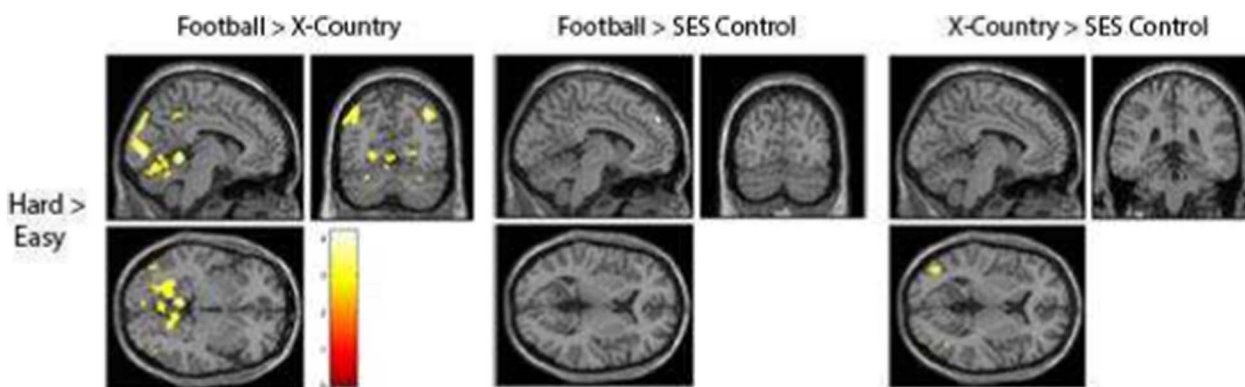 Football > X-Country
Football > SES Control
X-Country > SES Control
Hard >
Easy